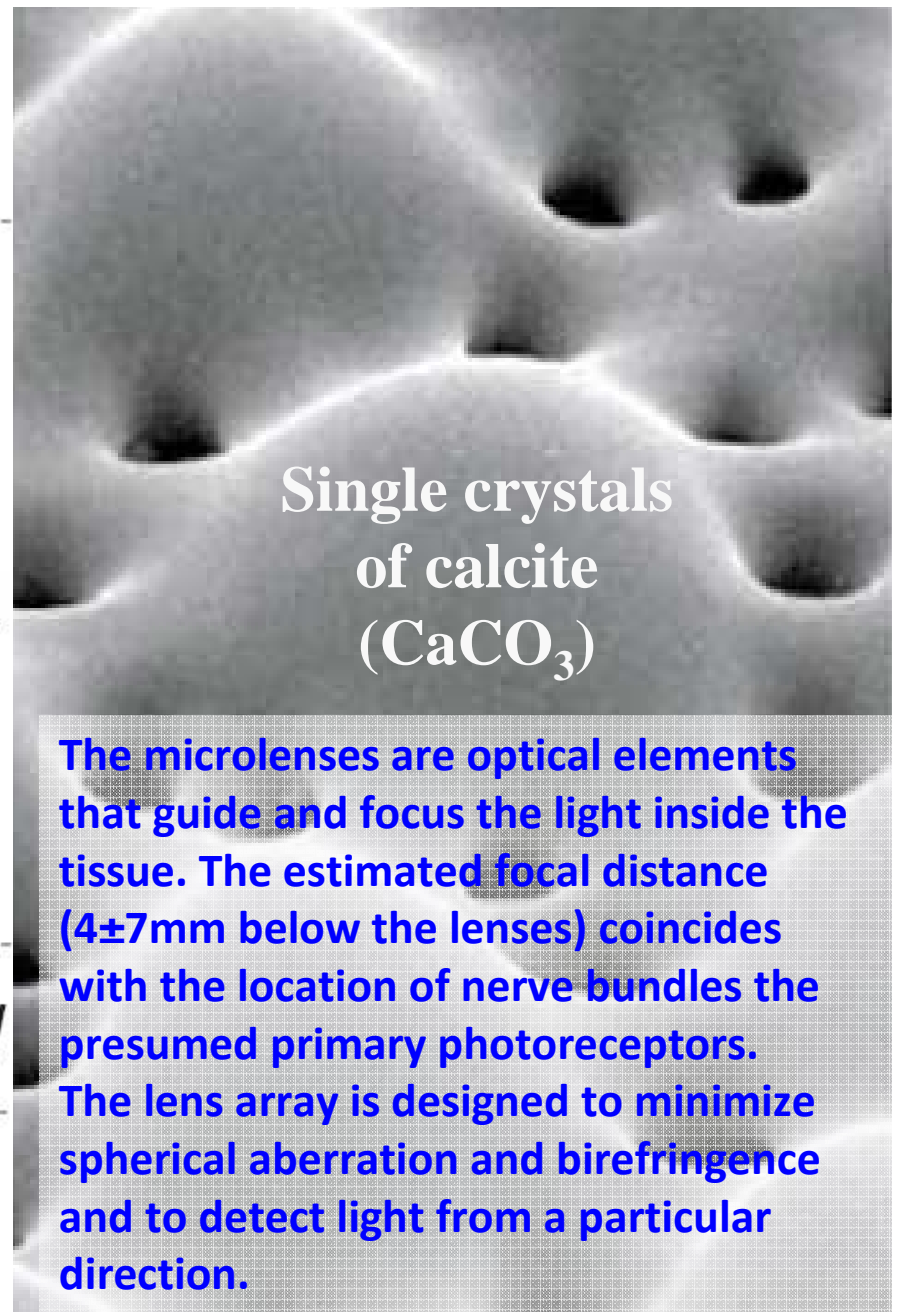 Single crystals
of calcite
(CaCO₃)
The microlenses are optical elements
that guide and focus the light inside the
tissue. The estimated focal distance
(4±7mm below the lenses) coincides
with the location of nerve bundles the
presumed primary photoreceptors.
The lens array is designed to minimize
spherical aberration and birefringence
and to detect light from a particular
direction.